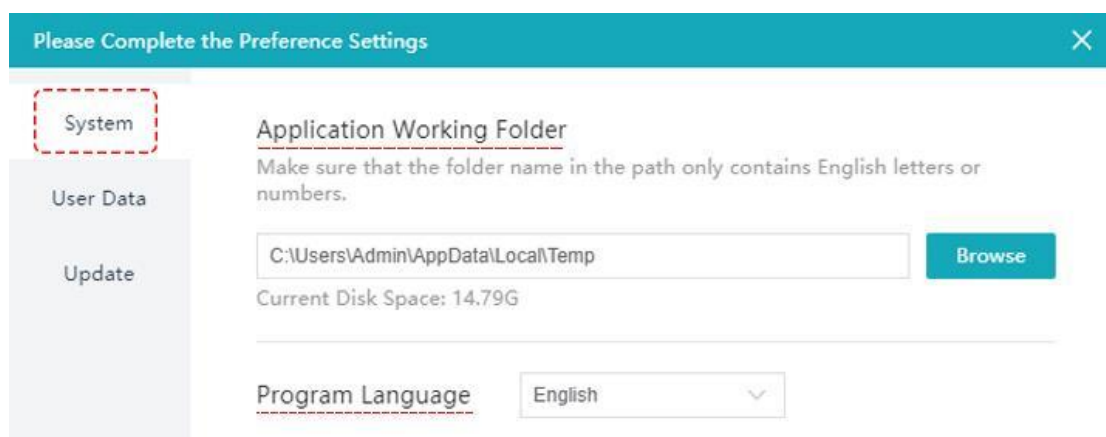 Please Complete the Preference Settings
System
User Data
Update
Application Working Folder
Make sure that the folder name in the path only contains English letters or
numbers.
C:\Users\Admin\AppData\Local\Temp
Browse
Current Disk Space: 14.79G
Program Language
English